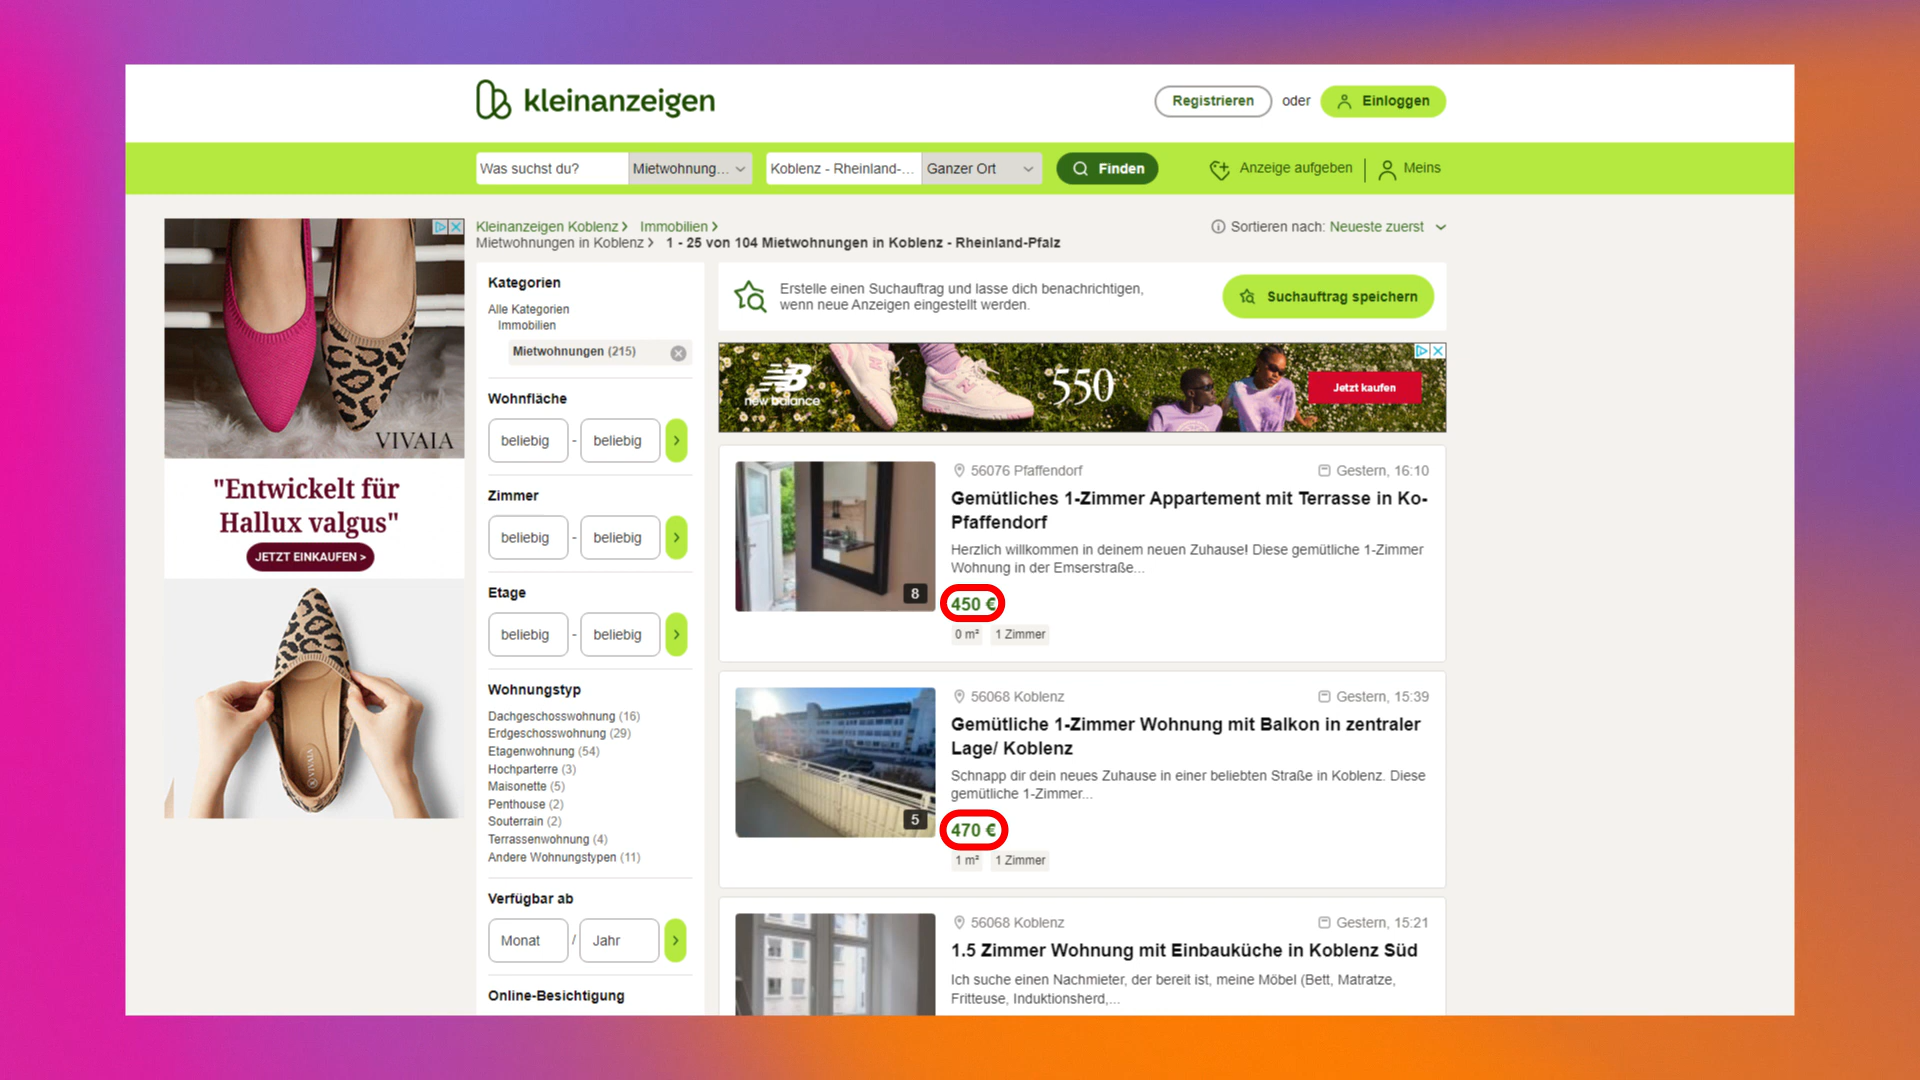 kleinanzeigen
Registrieren oder Einloggen
Was suchst du? Mietwohnung... Koblenz - Rheinland-... Ganzer Ort Finden Anzeige aufgeben Meins
Kleinanzeigen Koblenz Immobilien
Mietwohnungen in Koblenz 1 - 25 von 104 Mietwohnungen in Koblenz - Rheinland-Pfalz
Sortieren nach: Neueste zuerst
VIVAIA
"Entwickelt für
Hallux valgus"
JETZT EINKAUFEN >
VIVAIA
Kategorien
Alle Kategorien
Immobilien
Mietwohnungen (215)
Wohnfläche
beliebig - beliebig
Zimmer
beliebig - beliebig
Etage
beliebig - beliebig
Wohnungstyp
Dachgeschosswohnung (16)
Erdgeschosswohnung (29)
Etagenwohnung (54)
Hochparterre (3)
Maisonette (5)
Penthouse (2)
Souterrain (2)
Terrassenwohnung (4)
Andere Wohnungstypen (11)
Verfügbar ab
Monat / Jahr
Online-Besichtigung
Erstelle einen Suchauftrag und lasse dich benachrichtigen,
wenn neue Anzeigen eingestellt werden.
Suchauftrag speichern
new balance
550
Jetzt kaufen
56076 Pfaffendorf Gestern, 16:10
Gemütliches 1-Zimmer Appartement mit Terrasse in Ko-
Pfaffendorf
Herzlich willkommen in deinem neuen Zuhause! Diese gemütliche 1-Zimmer
Wohnung in der Emserstraße...
8
450 €
0 m² 1 Zimmer
56068 Koblenz Gestern, 15:39
Gemütliche 1-Zimmer Wohnung mit Balkon in zentraler
Lage/ Koblenz
Schnapp dir dein neues Zuhause in einer beliebten Straße in Koblenz. Diese
gemütliche 1-Zimmer...
5
470 €
1 m² 1 Zimmer
56068 Koblenz Gestern, 15:21
1.5 Zimmer Wohnung mit Einbauküche in Koblenz Süd
Ich suche einen Nachmieter, der bereit ist, meine Möbel (Bett, Matratze,
Fritteuse, Induktionsherd,...